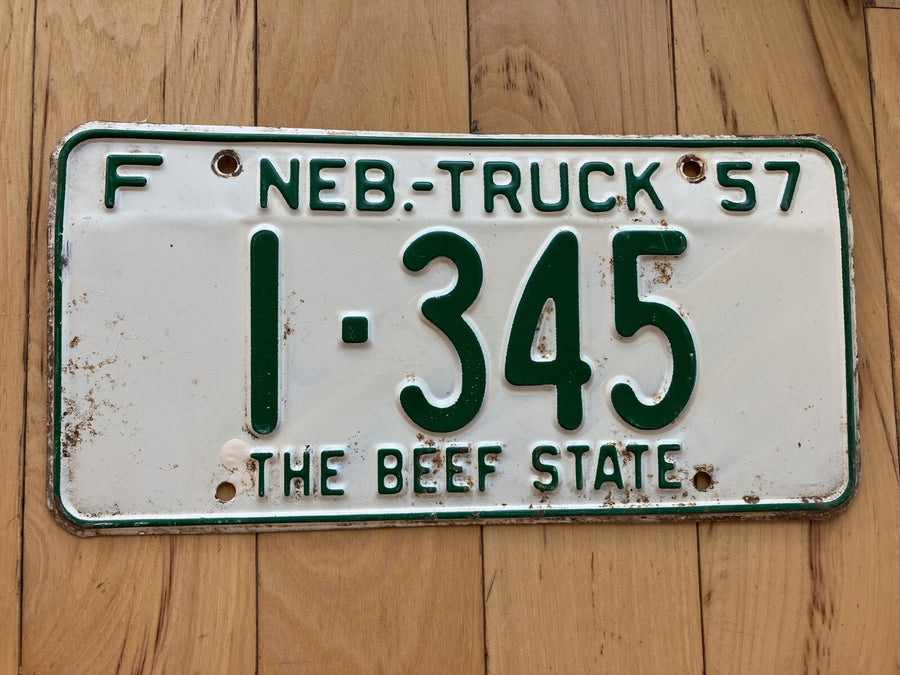 F NEB.-TRUCK 57
1·345
THE BEEF STATE